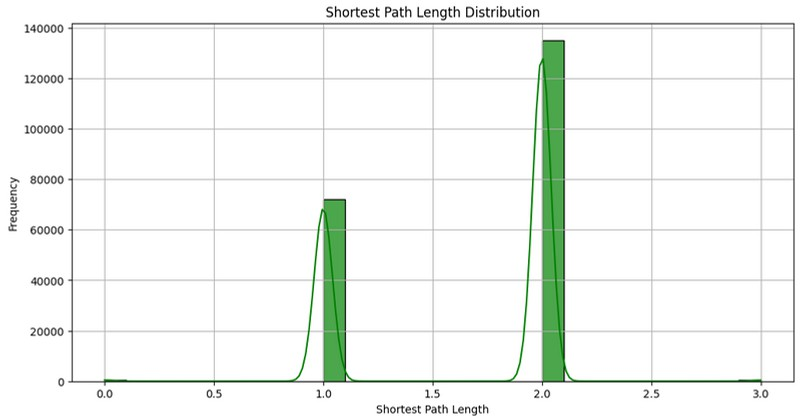 Shortest Path Length Distribution
140000
120000
100000
80000
60000
40000
20000
0
Frequency
0.0 0.5 1.0 1.5 2.0 2.5 3.0
Shortest Path Length